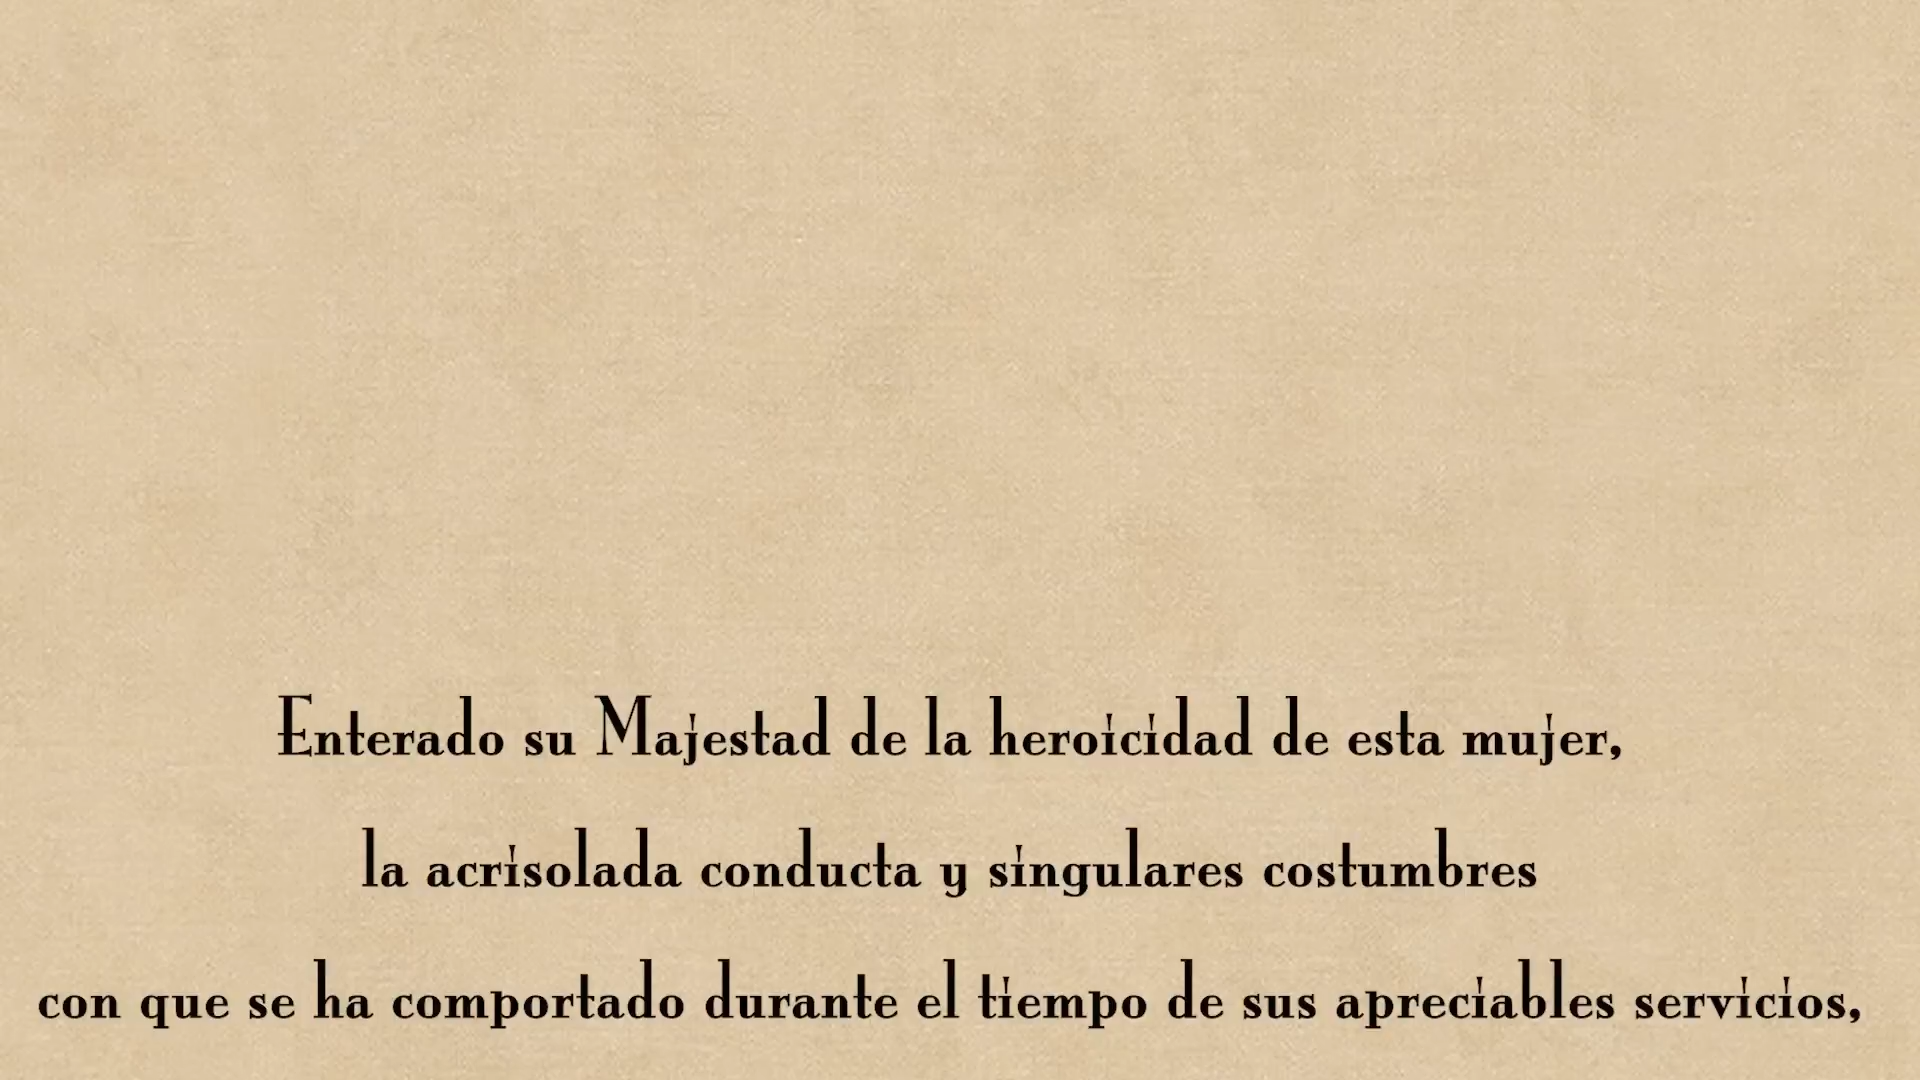 Enterado su Majestad de la heroicidad de esta mujer,
la acrisolada conducta y singulares costumbres
con que se ha comportado durante el tiempo de sus apreciables servicios,